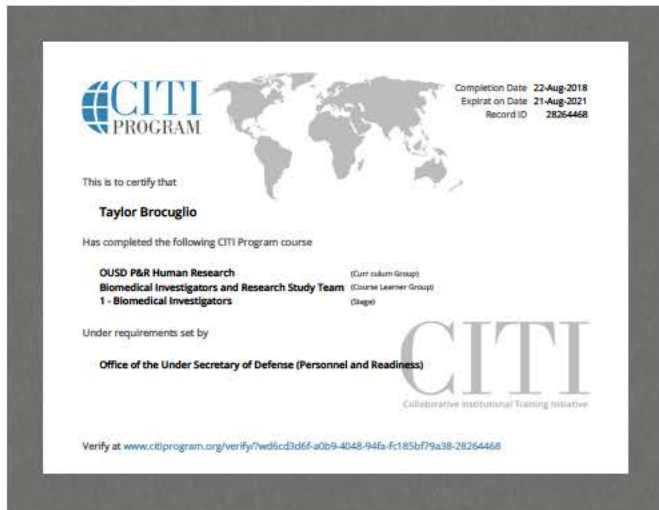 CITI
PROGRAM
Completion Date 22-Aug-2018
Expirat on Date 21-Aug-2021
Record ID 28264468
This is to certify that
Taylor Brocuglio
Has completed the following CITI Program course
OUSD P&R Human Research (Curr culum Group)
Biomedical Investigators and Research Study Team (Course Learner Group)
1 - Biomedical Investigators (Stage)
Under requirements set by
Office of the Under Secretary of Defense (Personnel and Readiness)
CITI
Collaborative Institutional Training Initiative
Verify at www.citiprogram.org/verify/?wd6cd3d6f-a0b9-4048-94fa-fc185bf79a38-28264468